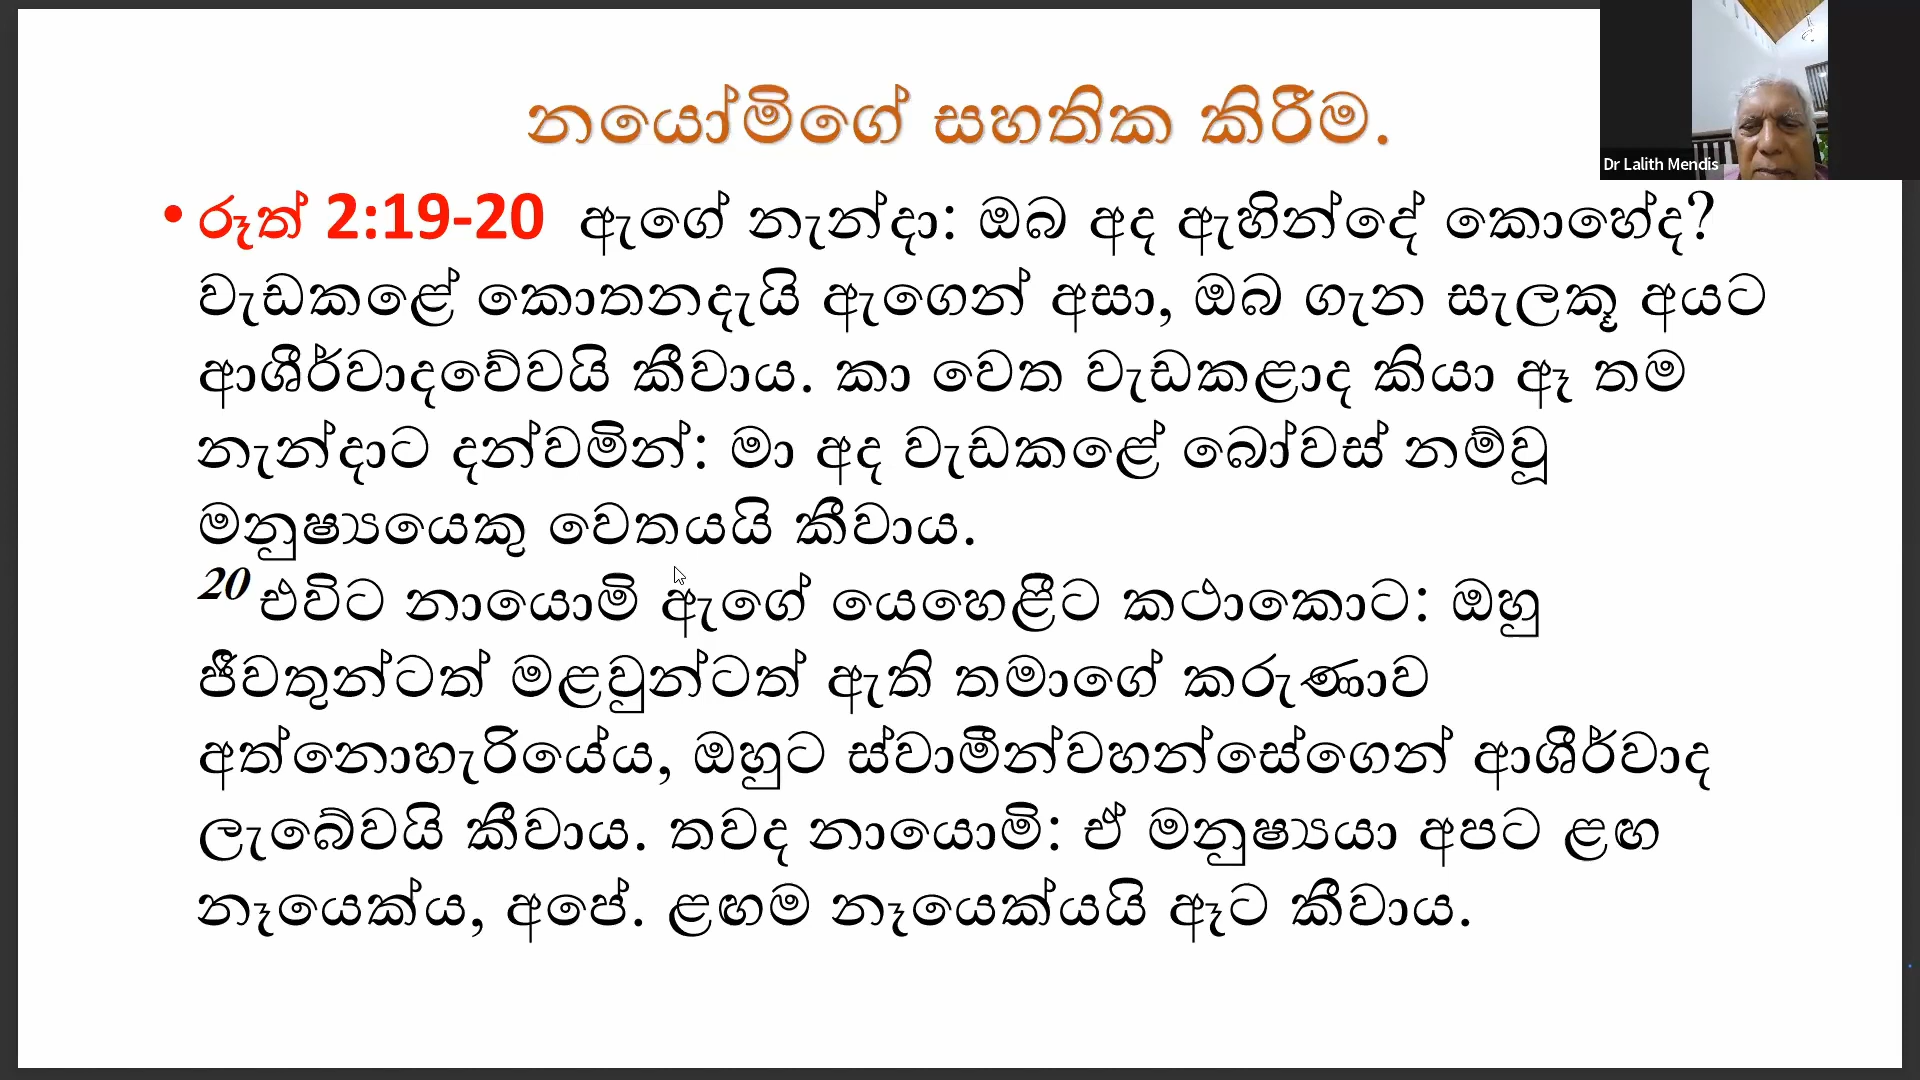 නයෝමිගේ සහතික කිරීම.
Dr Lalith Mendis
• රූත් 2:19-20 ඇගේ නැන්දා: ඔබ අද ඇහින්දේ කොහේද?
වැඩකළේ කොතනදැයි ඇගෙන් අසා, ඔබ ගැන සැලකූ අයට
ආශීර්වාදවේවයි කීවාය. කා වෙත වැඩකළාද කියා ඈ තම
නැන්දාට දන්වමින්: මා අද වැඩකළේ බෝවස් නම්වූ
මනුෂ්‍යයෙකු වෙතයයි කීවාය.
20 එවිට නායොමි ඇගේ යෙහෙළීට කථාකොට: ඔහු
ජීවතුන්ටත් මළවුන්ටත් ඇති තමාගේ කරුණාව
අත්නොහැරියේය, ඔහුට ස්වාමීන්වහන්සේගෙන් ආශීර්වාද
ලැබේවයි කීවාය. තවද නායොමි: ඒ මනුෂ්‍යයා අපට ළඟ
නෑයෙක්ය, අපේ. ළඟම නෑයෙක්යයි ඈට කීවාය.